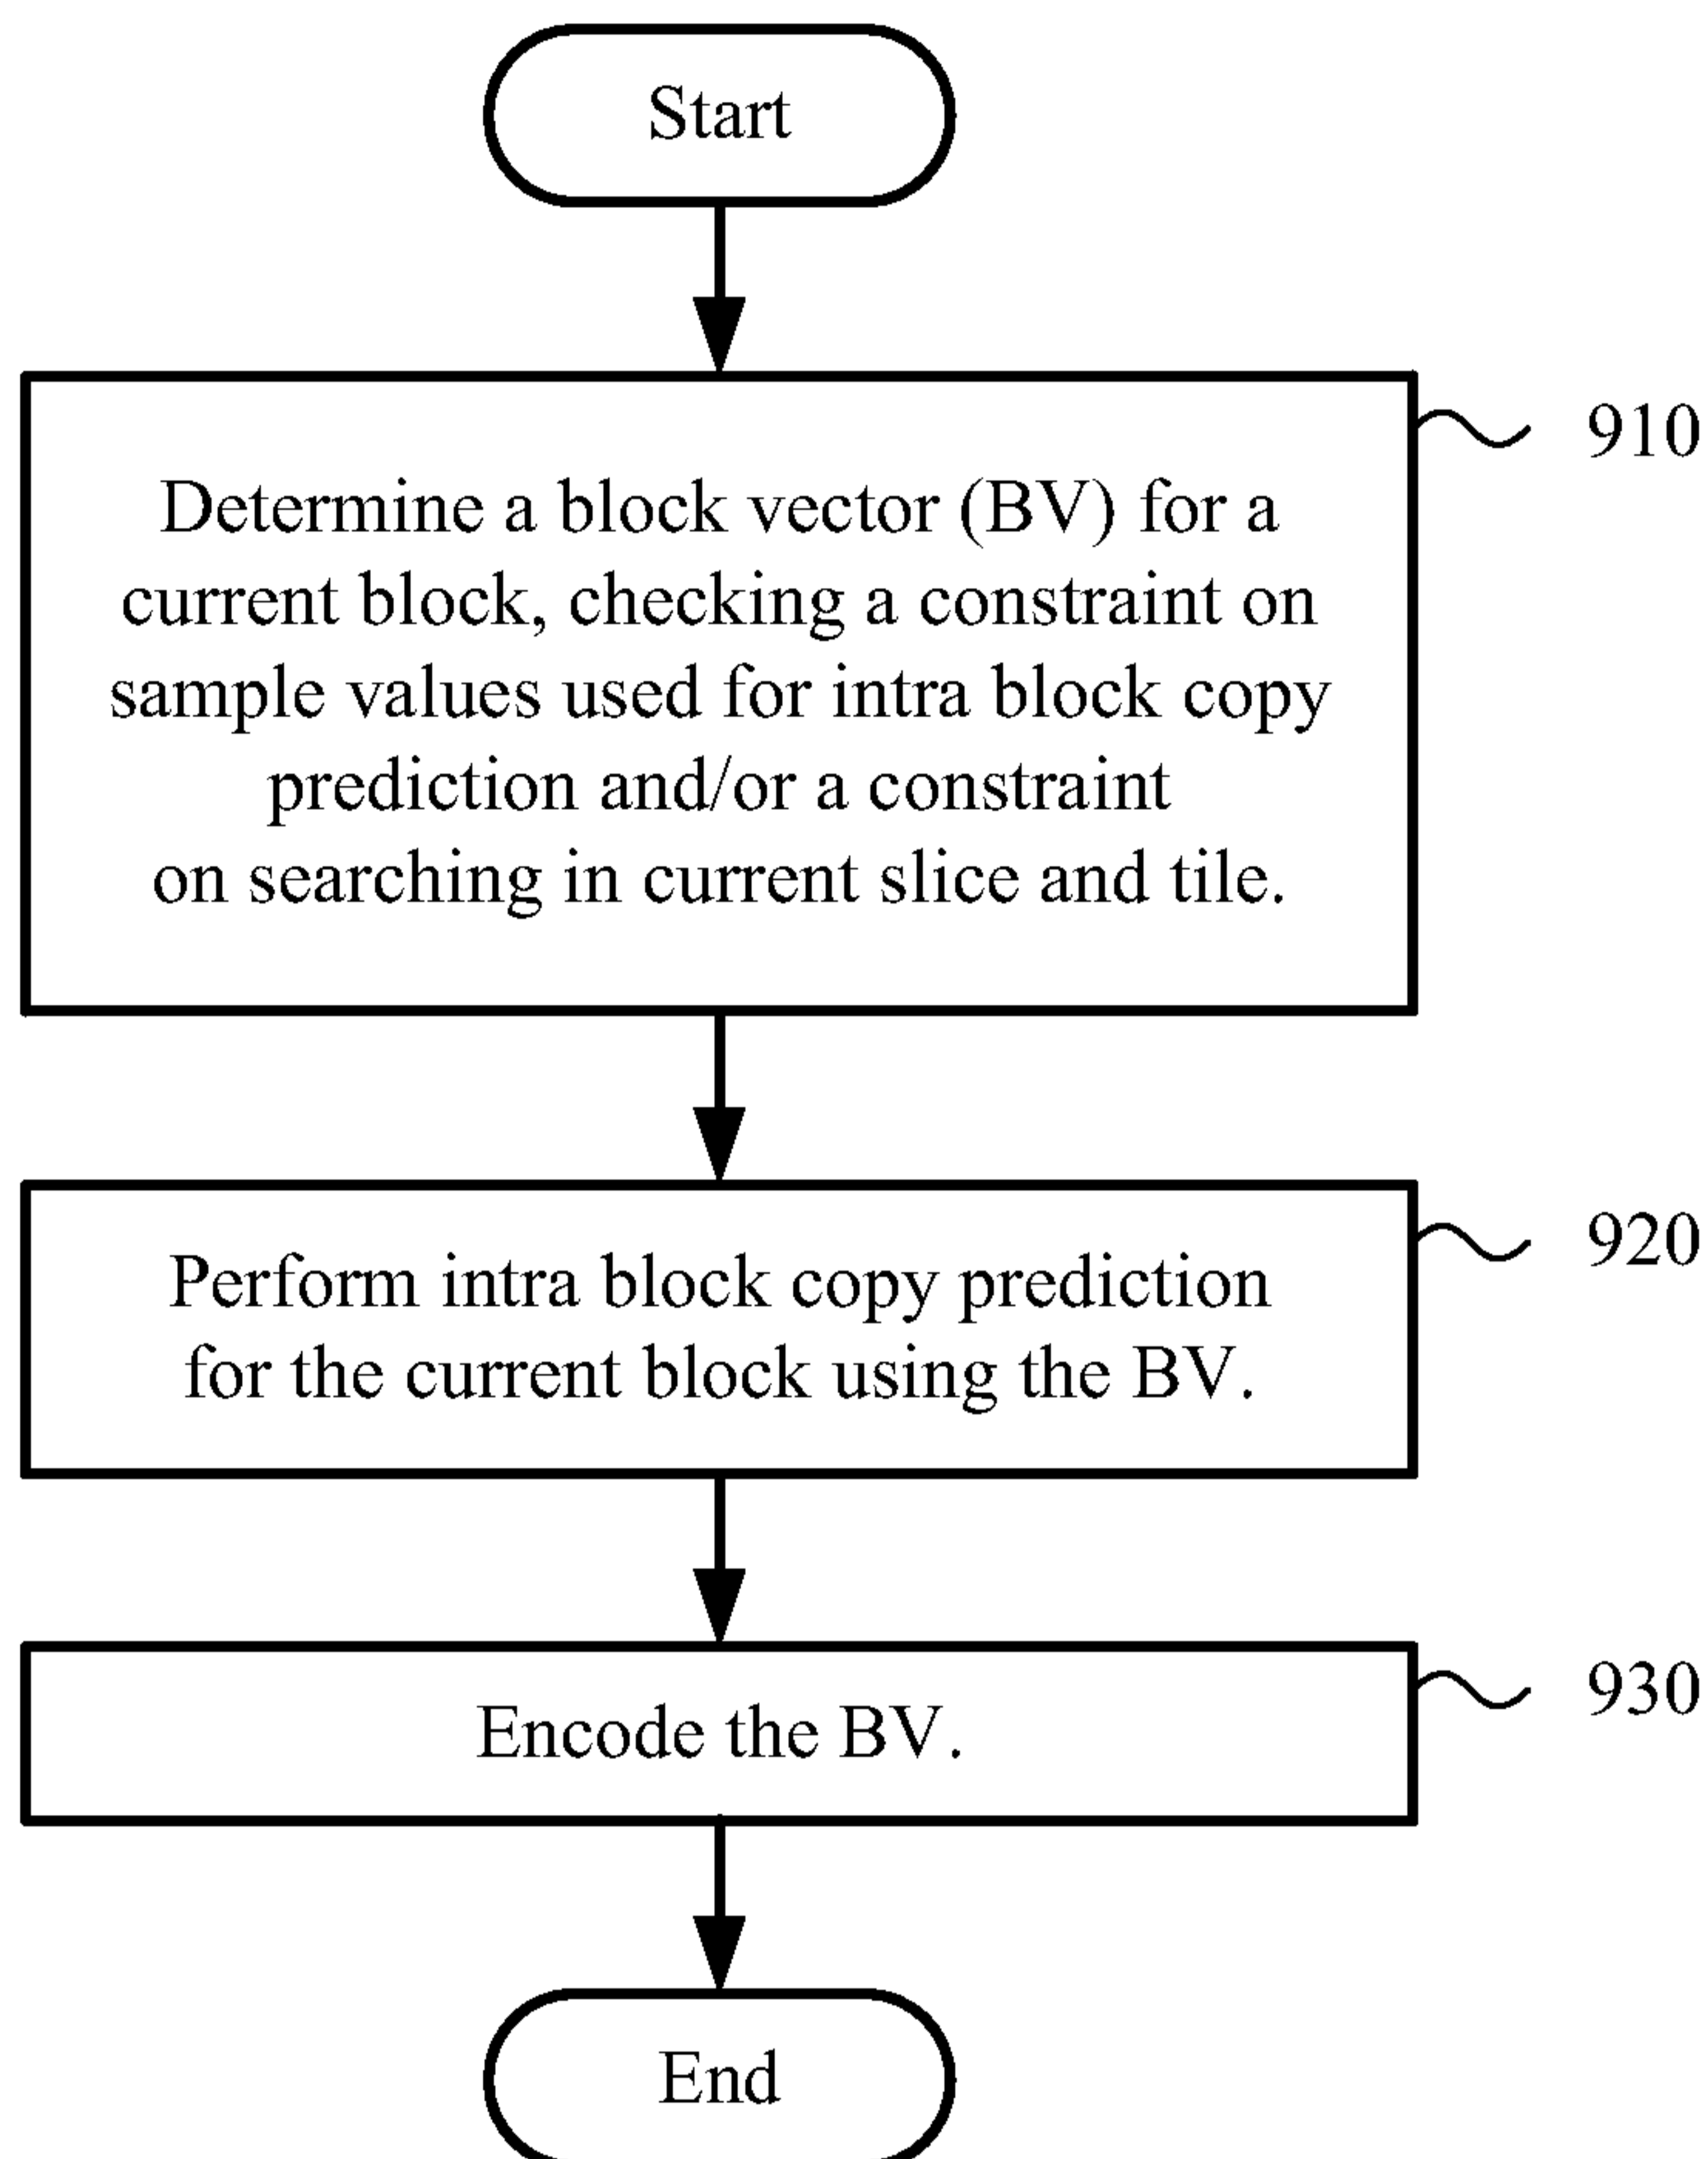 Start
910
Determine a block vector (BV) for a
current block, checking a constraint on
sample values used for intra block copy
prediction and/or a constraint
on searching in current slice and tile.
920
Perform intra block copy prediction
for the current block using the BV.
930
Encode the BV.
End